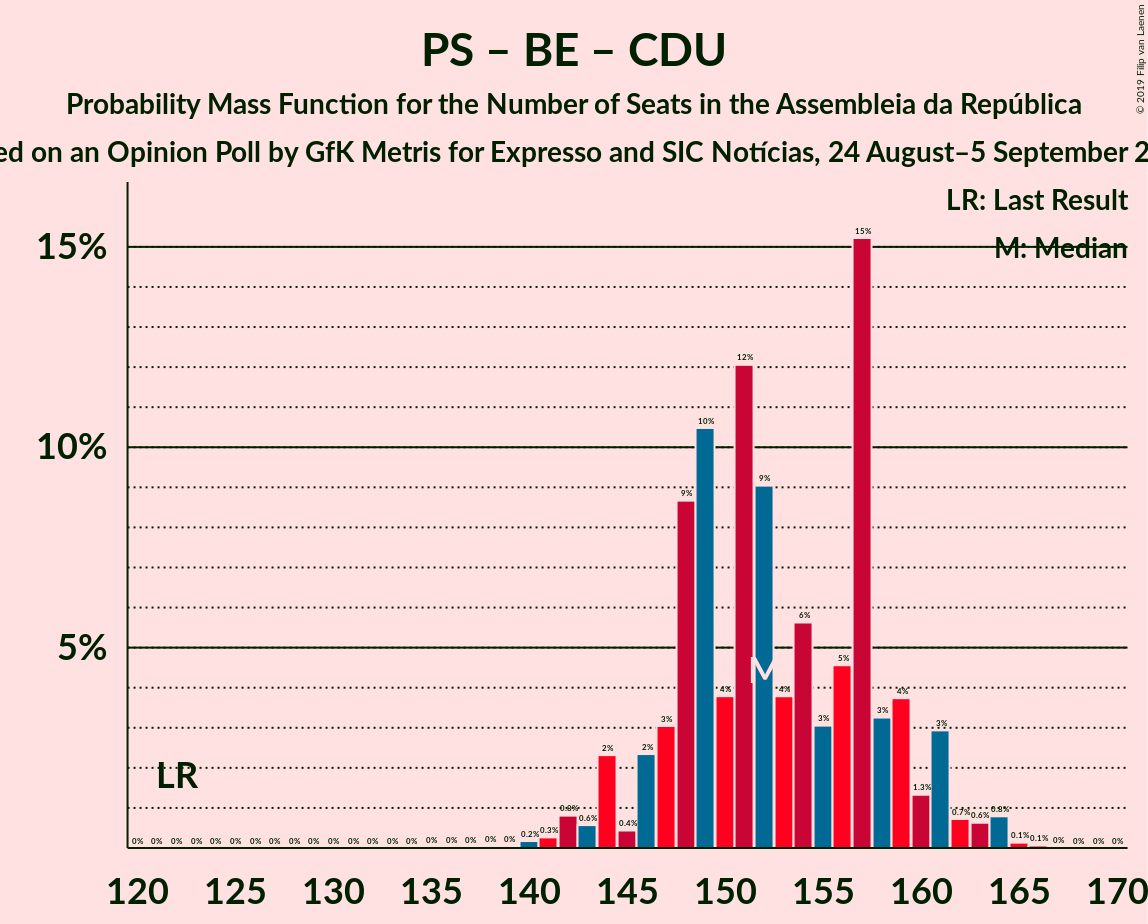 PS – BE – CDU
Probability Mass Function for the Number of Seats in the Assembleia da República
ed on an Opinion Poll by GfK Metris for Expresso and SIC Notícias, 24 August–5 September 2
© 2019 Filip van Laenen
LR: Last Result
M: Median
15%
10%
5%
LR
M
0% 0% 0% 0% 0% 0% 0% 0% 0% 0% 0% 0% 0% 0% 0% 0% 0% 0% 0% 0% 0.2% 0.3% 0.8% 0.6% 2% 0.4% 2% 3% 9% 10% 4% 12% 9% 4% 6% 3% 5% 15% 3% 4% 1.3% 3% 0.7% 0.6% 0.8% 0.1% 0.1% 0% 0% 0% 0%
120 125 130 135 140 145 150 155 160 165 170